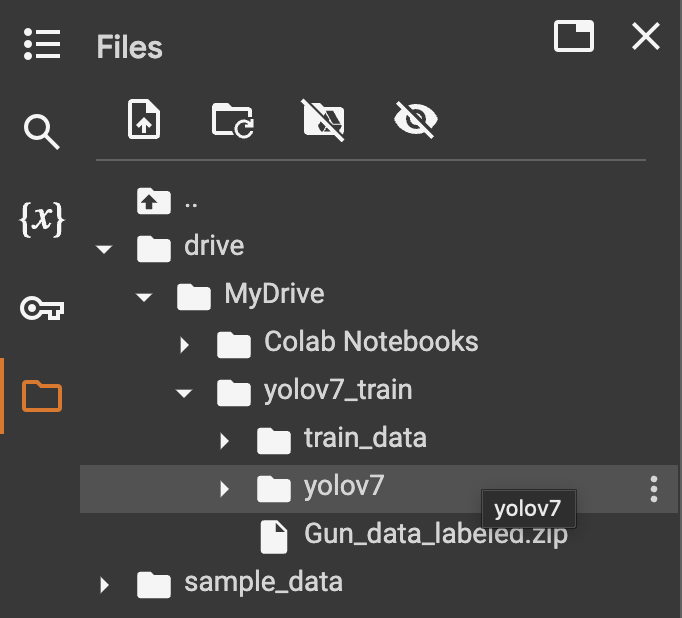 Files
{x}
..
drive
MyDrive
Colab Notebooks
yolov7_train
train_data
yolov7
yolov7
Gun_data_labeled.zip
sample_data